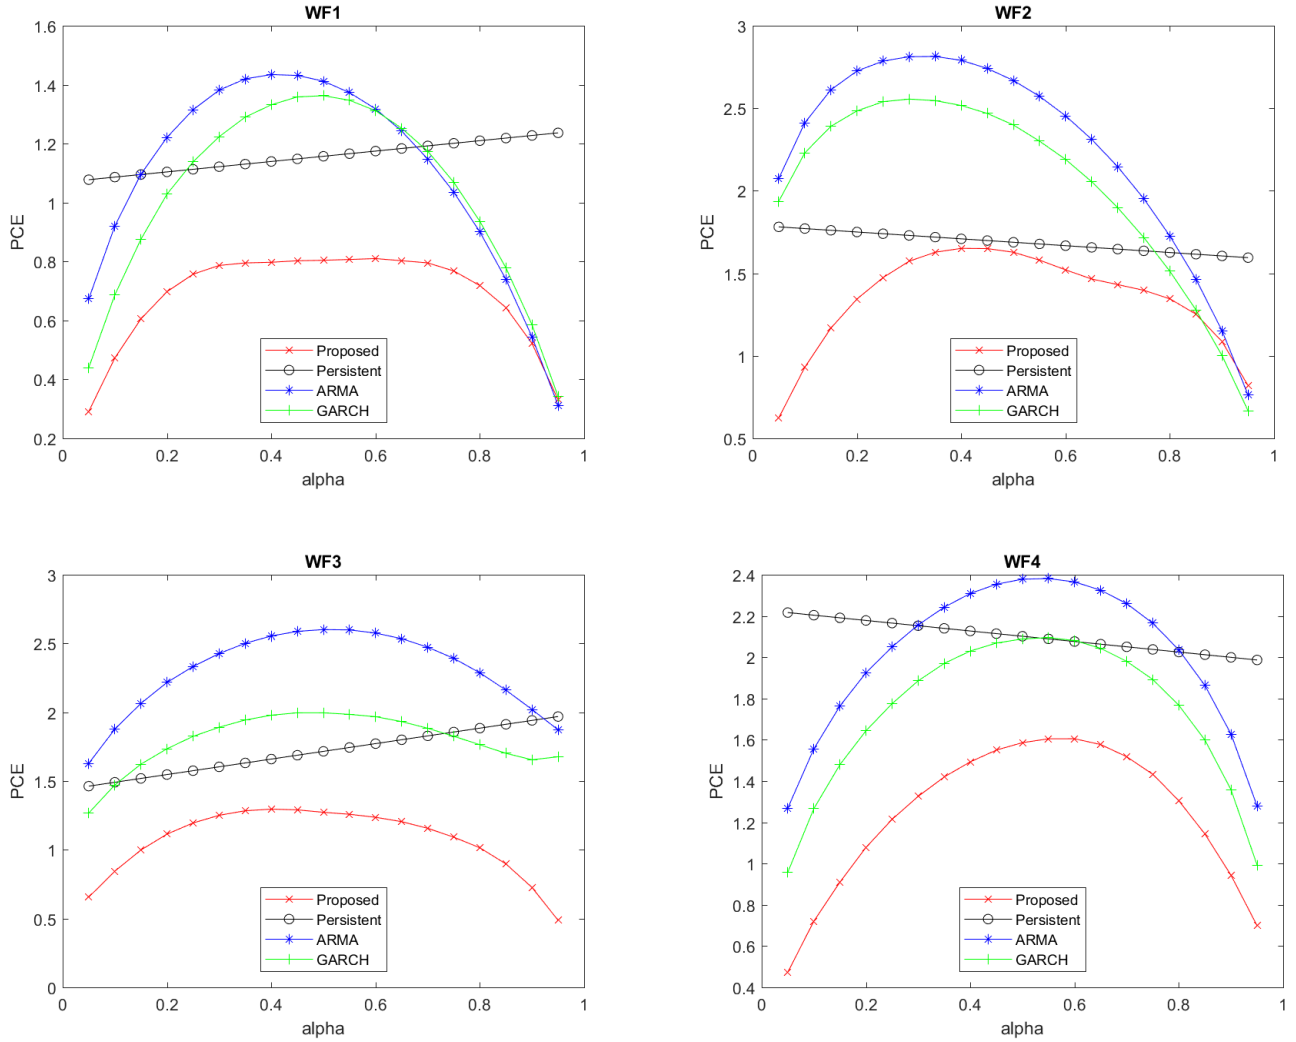 WF1
1.6
1.4
1.2
1
0.8
0.6
0.4
0.2
PCE
0 0.2 0.4 0.6 0.8 1
alpha
Proposed
Persistent
ARMA
GARCH
WF2
3
2.5
2
1.5
1
0.5
PCE
0 0.2 0.4 0.6 0.8 1
alpha
Proposed
Persistent
ARMA
GARCH
WF3
3
2.5
2
1.5
1
0.5
0
PCE
0 0.2 0.4 0.6 0.8 1
alpha
Proposed
Persistent
ARMA
GARCH
WF4
2.4
2.2
2
1.8
1.6
1.4
1.2
1
0.8
0.6
0.4
PCE
0 0.2 0.4 0.6 0.8 1
alpha
Proposed
Persistent
ARMA
GARCH